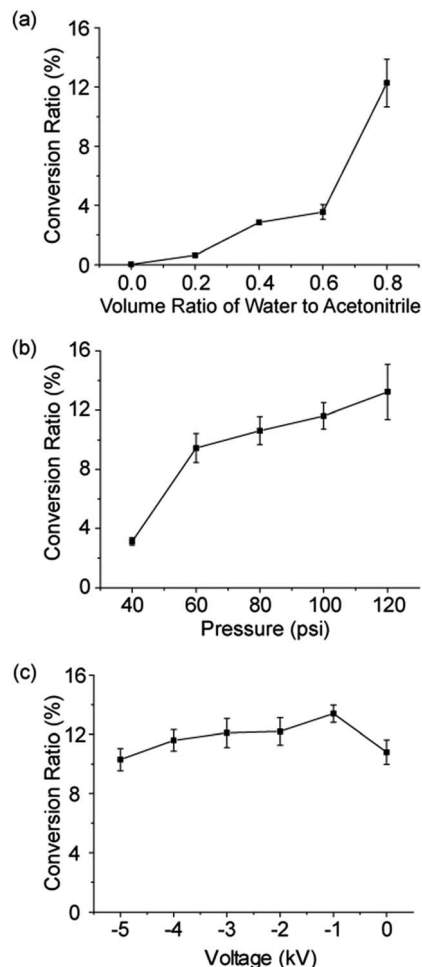 (a)
16
12
8
4
0
Conversion Ratio (%)
0.0 0.2 0.4 0.6 0.8
Volume Ratio of Water to Acetonitrile
(b)
16
12
8
4
0
Conversion Ratio (%)
40 60 80 100 120
Pressure (psi)
(c)
16
12
8
4
0
Conversion Ratio (%)
-5 -4 -3 -2 -1 0
Voltage (kV)